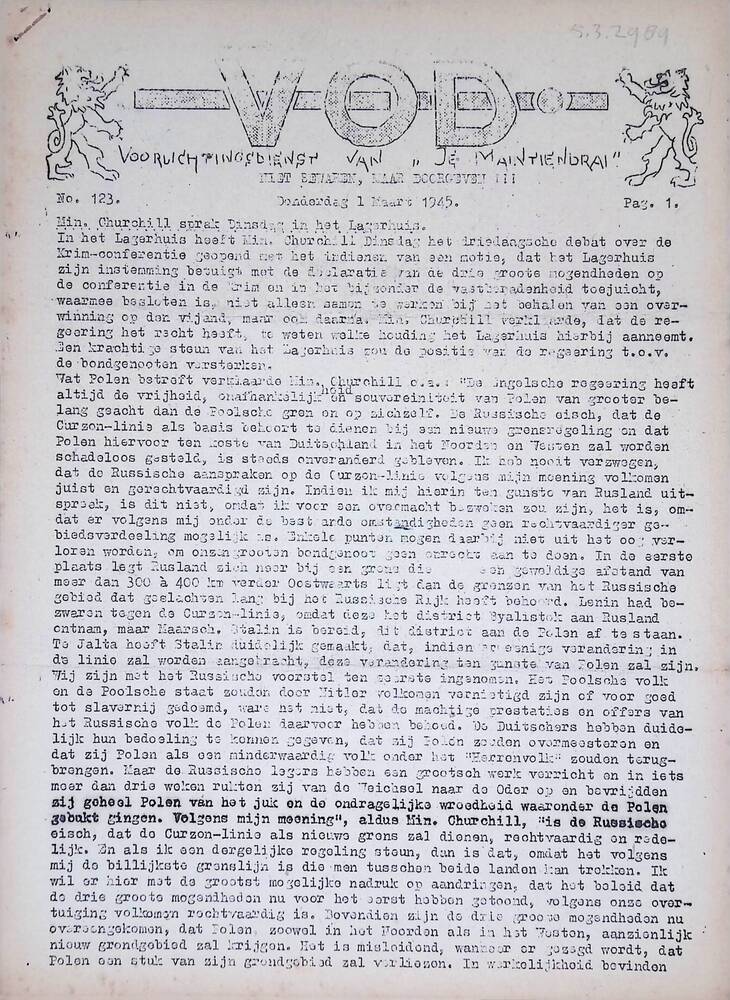 5.3.2989
VOD
VOORLICHTINGSDIENST VAN „JE MAINTIENDRAI"
NIET BEWAREN, MAAR DOORGEVEN !!!
No. 123. Donderdag 1 Maart 1945. Pag. 1.
Min. Churchill sprak Dinsdag in het Lagerhuis.
In het Lagerhuis heeft Min. Churchill Dinsdag het driedaagsche debat over de
Krim-conferentie geopend met het indienen van een motie, dat het Lagerhuis
zijn instemming betuigt met de declaratie van de drie groote mogendheden op
de conferentie in de Krim en in het bijzonder de vastberadenheid toejuicht,
waarmee besloten is, niet alleen samen te werken bij het behalen van een over-
winning op den vijand, maar ook daarna. Min. Churchill verklaarde, dat de re-
geering het recht heeft, te weten welke houding het Lagerhuis hierbij aanneemt.
Een krachtige steun van het Lagerhuis zou de positie van de regeering t.o.v.
de bondgenooten versterken.
Wat Polen betreft verklaarde Min. Churchill o.a.: "De Engelsche regeering heeft
altijd de vrijheid, onafhankelijkheid en souvereiniteit van Polen van grooter be-
lang geacht dan de Poolsche grenzen op zichzelf. De Russische eisch, dat de
Curzon-linie als basis behoort te dienen bij een nieuwe grensregeling en dat
Polen hiervoor ten koste van Duitschland in het Noorden en Westen zal worden
schadeloos gesteld, is steeds onveranderd gebleven. Ik heb nooit verzwegen,
dat de Russische aanspraken op de Curzon-linie volgens mijn meening volkomen
juist en gerechtvaardigd zijn. Indien ik mij hierin ten gunste van Rusland uit-
spreek, is dit niet, omdat ik voor een overmacht bezweken zou zijn, het is, om-
dat er volgens mij onder de bestaande omstandigheden geen rechtvaardiger ge-
biedsverdeeling mogelijk is. Enkele punten mogen daarbij niet uit het oog ver-
loren worden, om onzen grooten bondgenoot geen onrecht aan te doen. In de eerste
plaats legt Rusland zich neer bij een grens die een geweldige afstand van
meer dan 300 à 400 km verder Oostwaarts ligt dan de grenzen van het Russische
gebied dat geslachten lang bij het Russische Rijk heeft behoord. Lenin had be-
zwaren tegen de Curzon-linie, omdat deze het district Byalistok aan Rusland
ontnam, maar Maarsch. Stalin is bereid, dit district aan de Polen af te staan.
Te Jalta heeft Stalin duidelijk gemaakt, dat, indien er eenige verandering in
de linie zal worden aangebracht, deze verandering ten gunste van Polen zal zijn.
Wij zijn met het Russische voorstel ten zeerste ingenomen. Het Poolsche volk
en de Poolsche staat zouden door Hitler volkomen vernietigd zijn of voor goed
tot slavernij gedoemd, ware het niet, dat de machtige prestaties en offers van
het Russische volk de Polen daarvoor hebben behoed. De Duitschers hebben duide-
lijk hun bedoeling te kennen gegeven, dat zij Polen zouden overmeesteren en
dat zij Polen als een minderwaardig volk onder het "Herrenvolk" zouden terug-
brengen. Maar de Russische legers hebben een grootsch werk verricht en in iets
meer dan drie weken rukten zij van de Weichsel naar de Oder op en bevrijdden
zij geheel Polen van het juk en de ondragelijke wreedheid waaronder de Polen
gebukt gingen. Volgens mijn meening", aldus Min. Churchill, "is de Russische
eisch, dat de Curzon-linie als nieuwe grens zal dienen, rechtvaardig en rede-
lijk. En als ik een dergelijke regeling steun, dan is dat, omdat het volgens
mij de billijkste grenslijn is die men tusschen beide landen kan trekken. Ik
wil er hier met de grootst mogelijke nadruk op aandringen, dat het beleid dat
de drie groote mogendheden nu voor het eerst hebben getoond, volgens onze over-
tuiging volkomen rechtvaardig is. Bovendien zijn de drie groote mogendheden nu
overeengekomen, dat Polen, zoowel in het Noorden als in het Westen, aanzienlijk
nieuw grondgebied zal krijgen. Het is misleidend, wanneer er gezegd wordt, dat
Polen een stuk van zijn grondgebied zal verliezen. In werkelijkheid bevinden